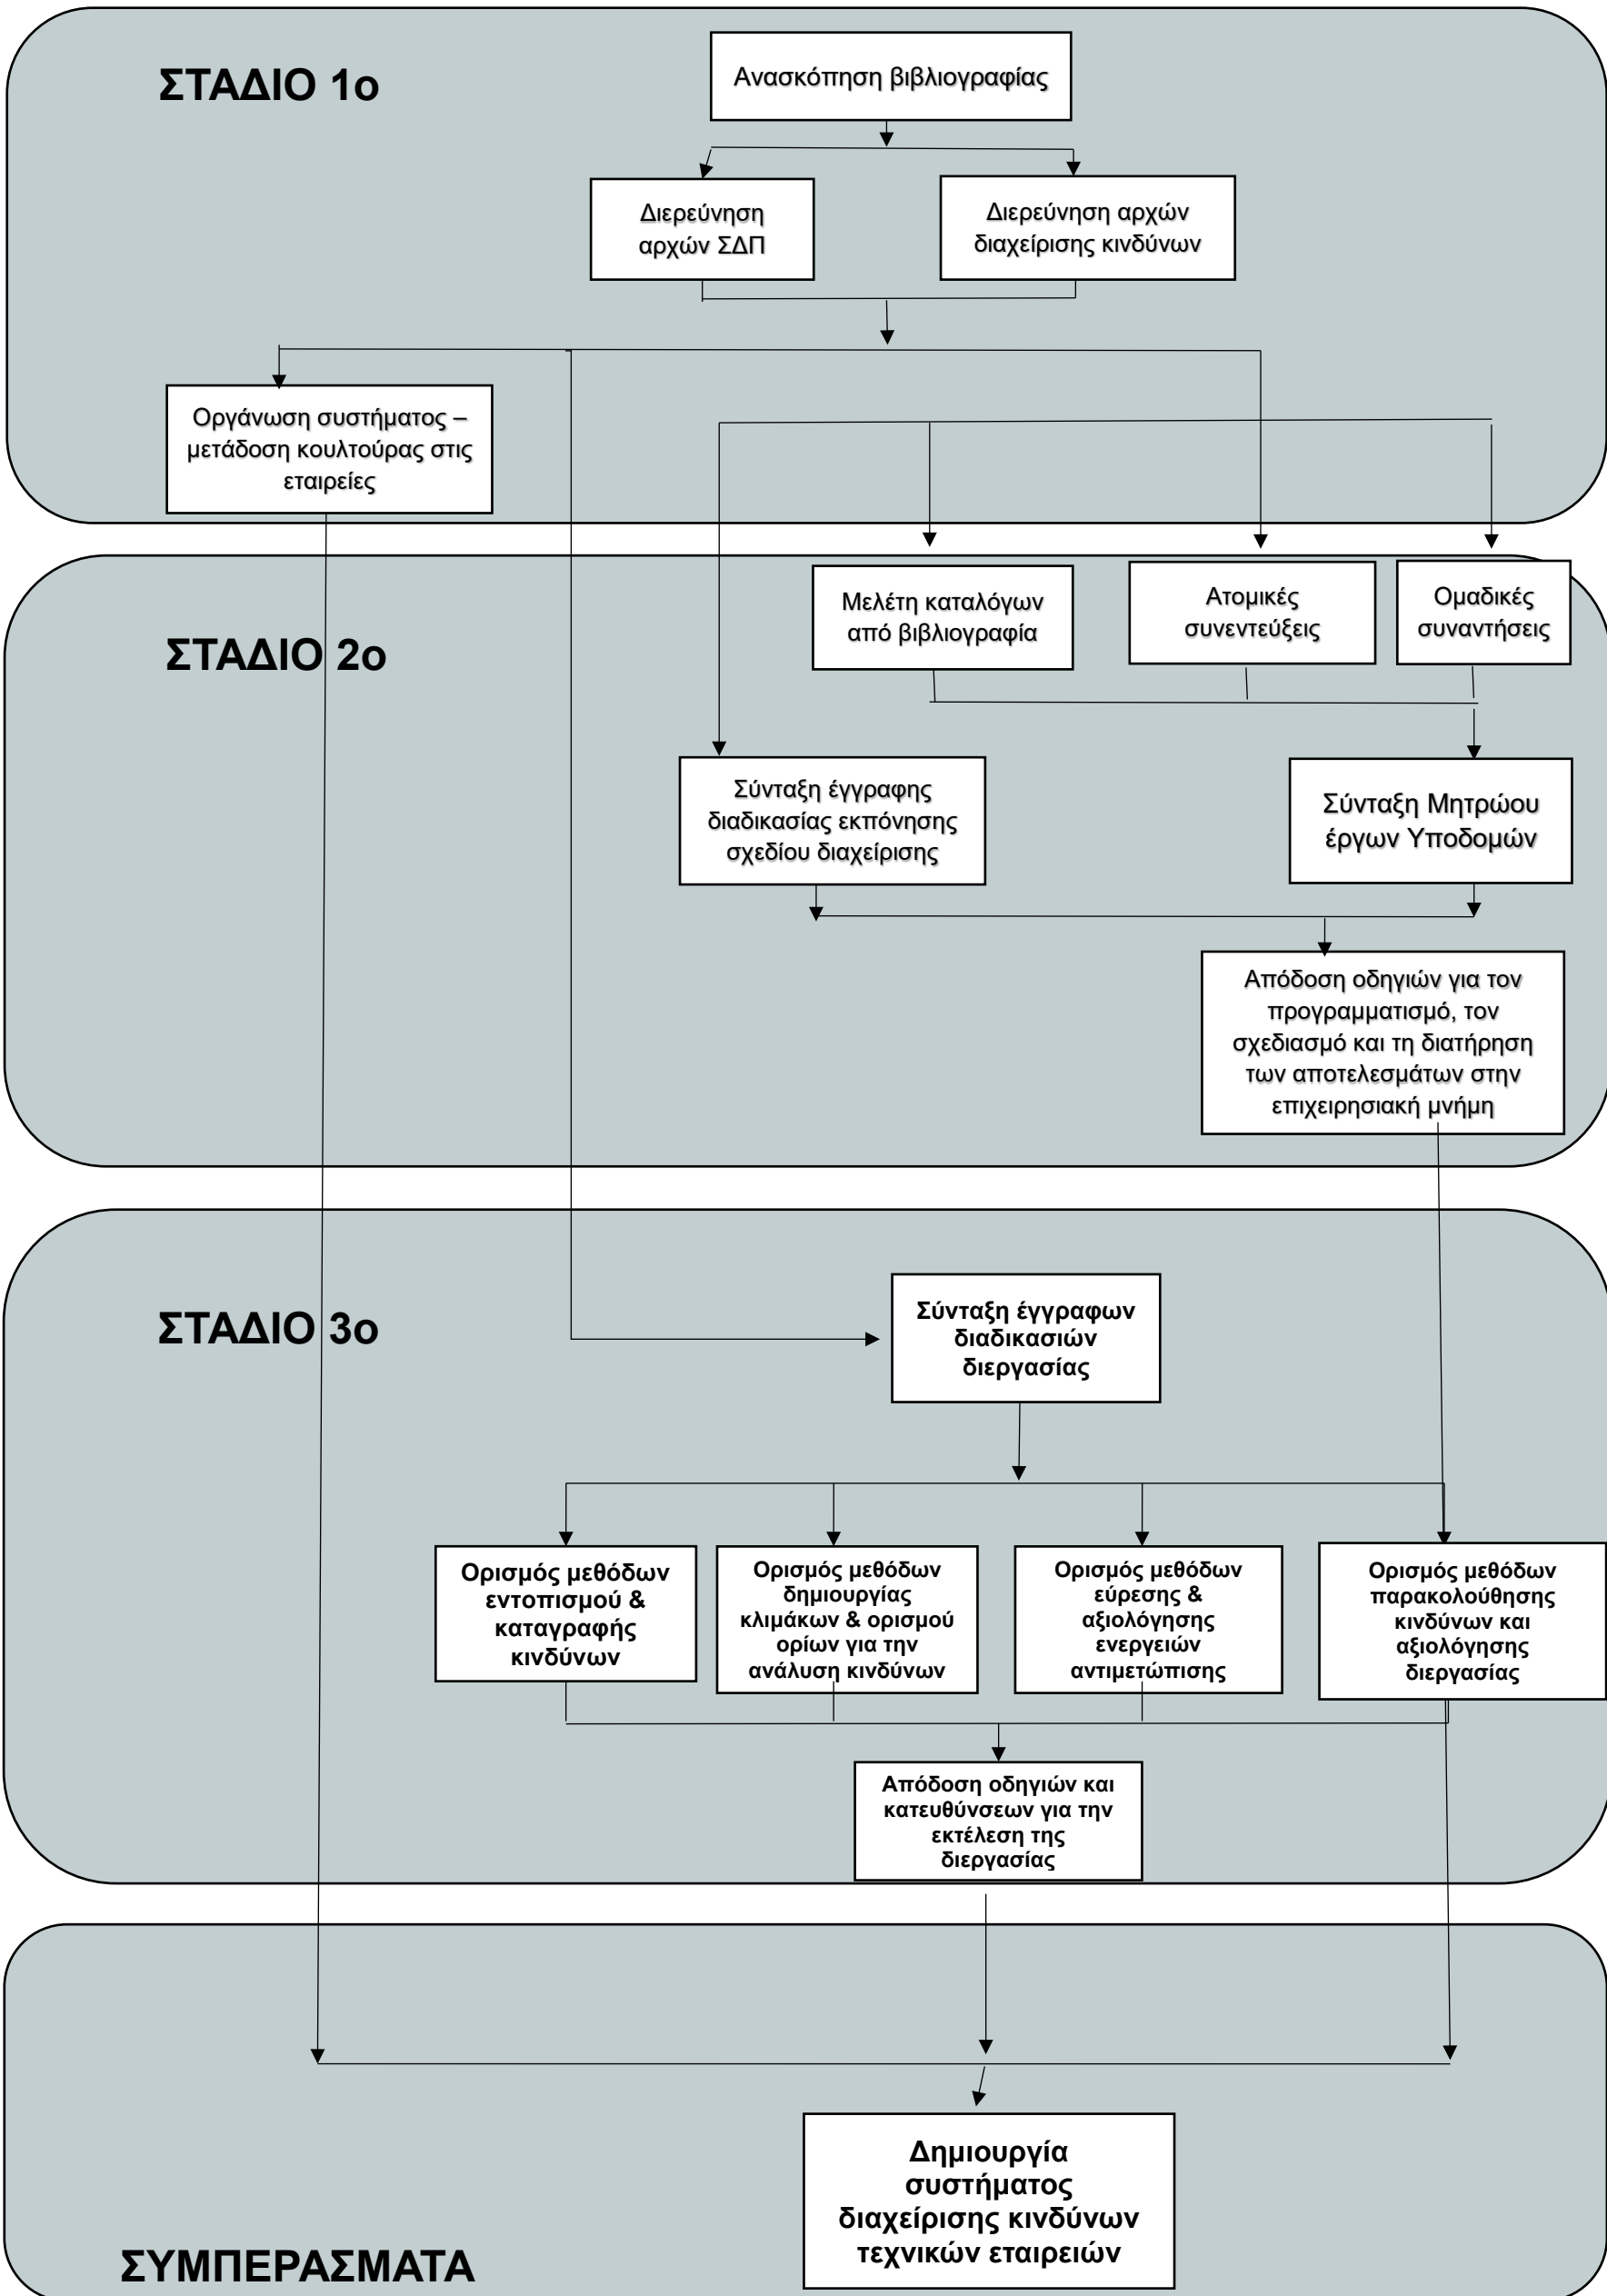 ΣΤΑΔΙΟ 1ο
Ανασκόπηση βιβλιογραφίας
Διερεύνηση
αρχών ΣΔΠ
Διερεύνηση αρχών
διαχείρισης κινδύνων
Οργάνωση συστήματος –
μετάδοση κουλτούρας στις
εταιρείες
ΣΤΑΔΙΟ 2ο
Μελέτη καταλόγων
από βιβλιογραφία
Ατομικές
συνεντεύξεις
Ομαδικές
συναντήσεις
Σύνταξη έγγραφης
διαδικασίας εκπόνησης
σχεδίου διαχείρισης
Σύνταξη Μητρώου
έργων Υποδομών
Απόδοση οδηγιών για τον
προγραμματισμό, τον
σχεδιασμό και τη διατήρηση
των αποτελεσμάτων στην
επιχειρησιακή μνήμη
ΣΤΑΔΙΟ 3ο
Σύνταξη έγγραφων
διαδικασιών
διεργασίας
Ορισμός μεθόδων
εντοπισμού &
καταγραφής
κινδύνων
Ορισμός μεθόδων
δημιουργίας
κλιμάκων & ορισμού
ορίων για την
ανάλυση κινδύνων
Ορισμός μεθόδων
εύρεσης &
αξιολόγησης
ενεργειών
αντιμετώπισης
Ορισμός μεθόδων
παρακολούθησης
κινδύνων και
αξιολόγησης
διεργασίας
Απόδοση οδηγιών και
κατευθύνσεων για την
εκτέλεση της
διεργασίας
Δημιουργία
συστήματος
διαχείρισης κινδύνων
τεχνικών εταιρειών
ΣΥΜΠΕΡΑΣΜΑΤΑ